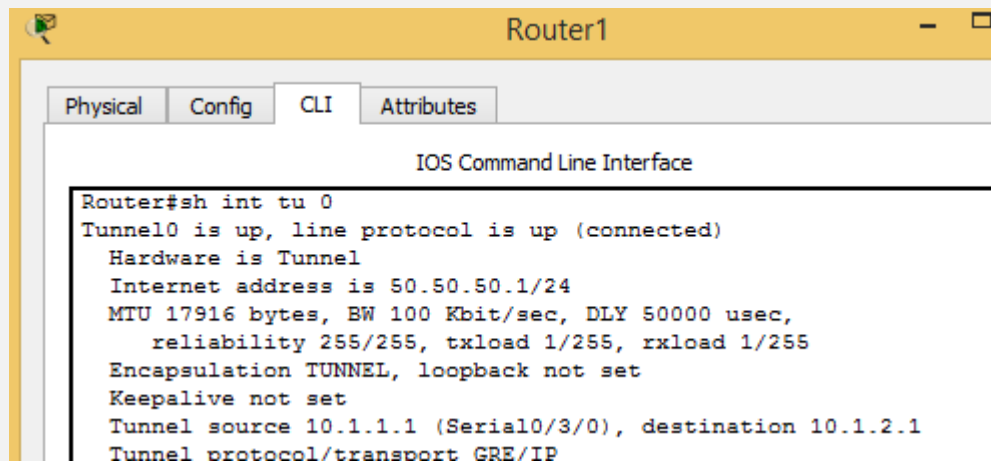 Router1
Physical Config CLI Attributes
IOS Command Line Interface
Router#sh int tu 0
Tunnel0 is up, line protocol is up (connected)
Hardware is Tunnel
Internet address is 50.50.50.1/24
MTU 17916 bytes, BW 100 Kbit/sec, DLY 50000 usec,
reliability 255/255, txload 1/255, rxload 1/255
Encapsulation TUNNEL, loopback not set
Keepalive not set
Tunnel source 10.1.1.1 (Serial0/3/0), destination 10.1.2.1
Tunnel protocol/transport GRE/IP